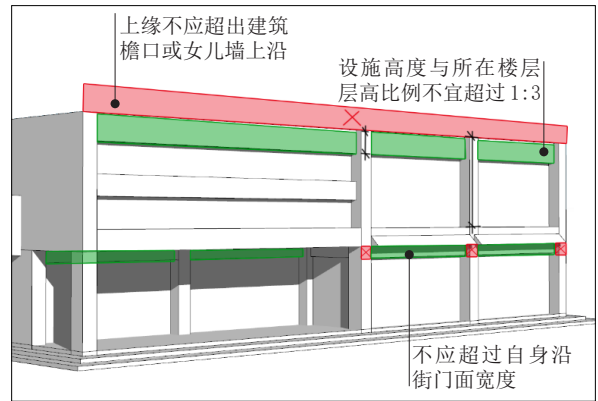 上缘不应超出建筑
檐口或女儿墙上沿
设施高度与所在楼层
层高比例不宜超过1:3
不应超过自身沿
街门面宽度